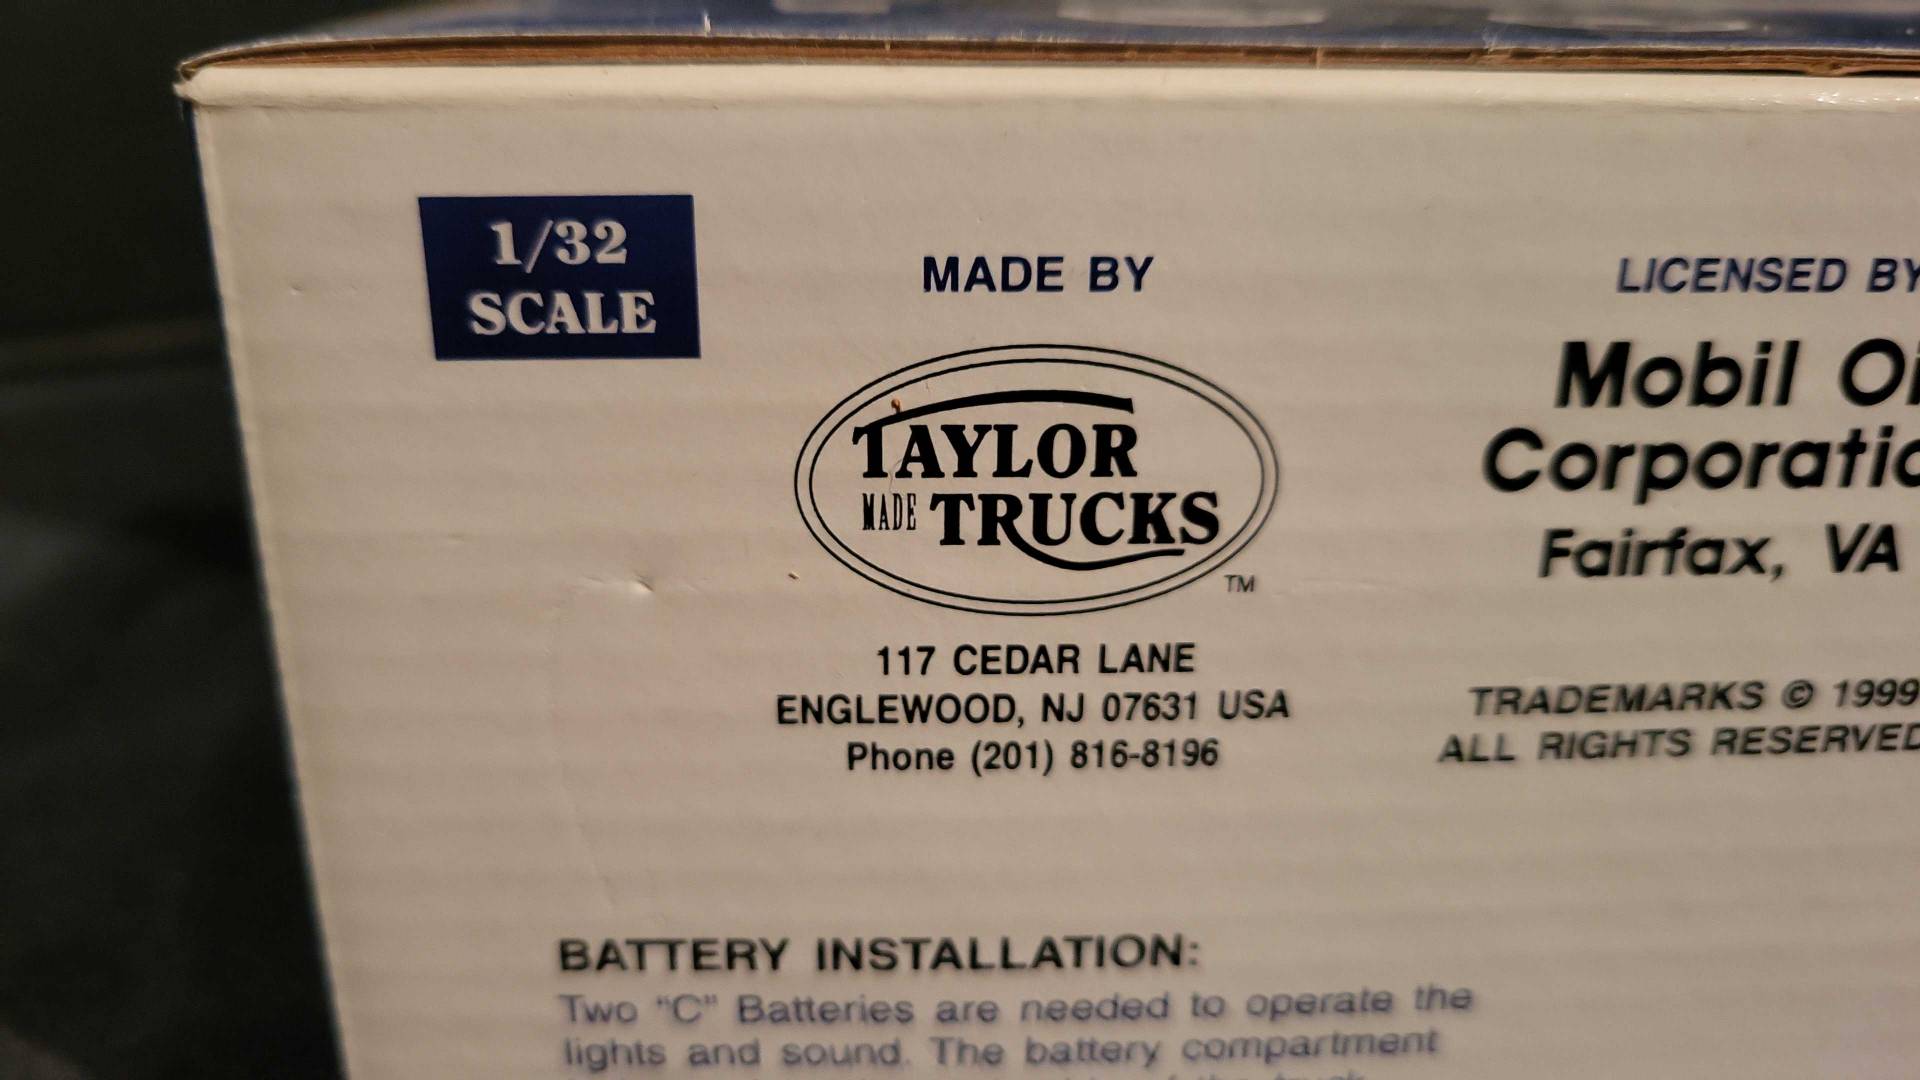 1/32
SCALE
MADE BY
TAYLOR
MADE TRUCKS
TM
117 CEDAR LANE
ENGLEWOOD, NJ 07631 USA
Phone (201) 816-8196
LICENSED BY
Mobil Oi
Corporatio
Fairfax, VA
TRADEMARKS © 1999
ALL RIGHTS RESERVED
BATTERY INSTALLATION:
Two "C" Batteries are needed to operate the
lights and sound. The battery compartment